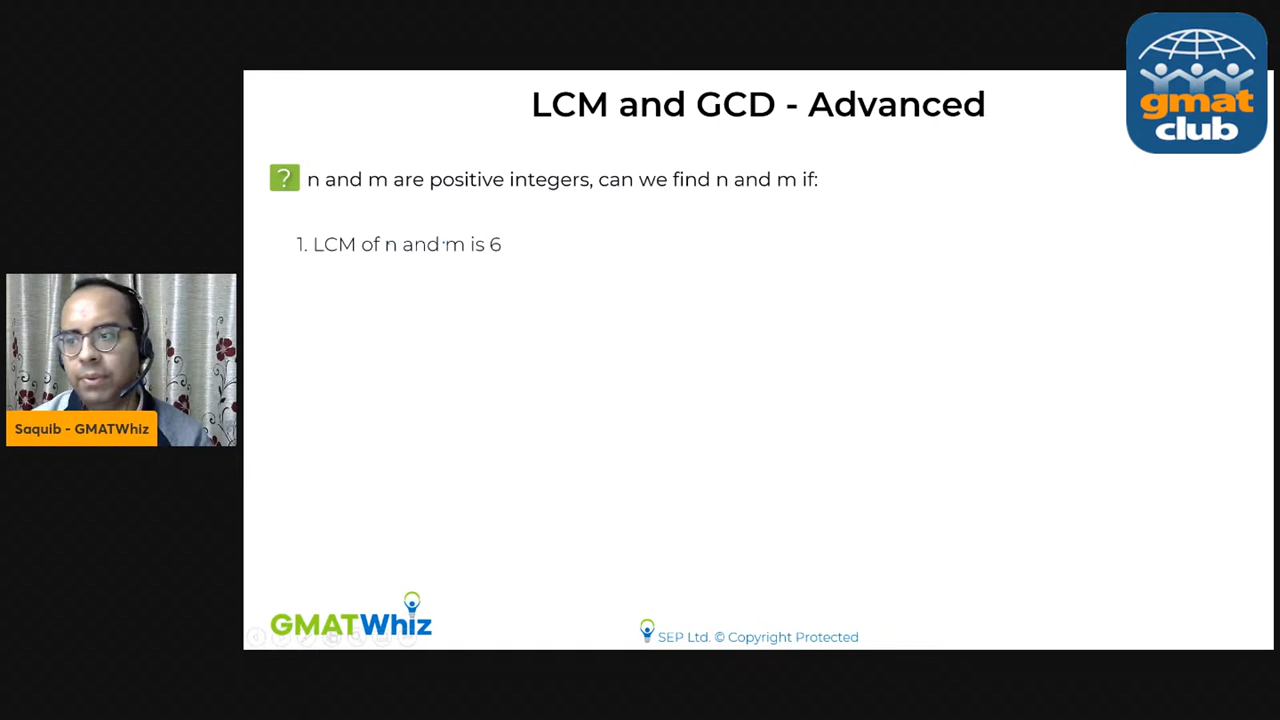 gmat
club
LCM and GCD - Advanced
? n and m are positive integers, can we find n and m if:
1. LCM of n and m is 6
Saquib - GMATWhiz
GMATWhiz
SEP Ltd. © Copyright Protected